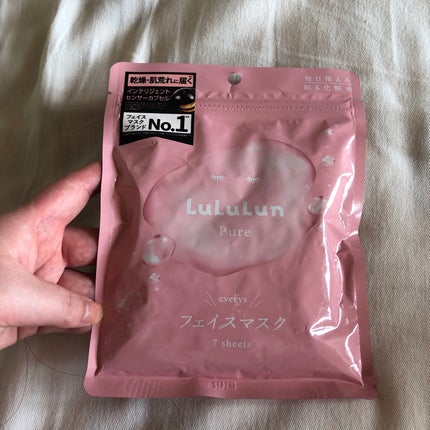 乾燥・肌荒れに届く
インテリジェント
センサーカプセル
フェイス
マスク
ブランド
No.1
毎日使える
貼る化粧水
LuLuLun
Pure
everys
フェイスマスク
7 sheets